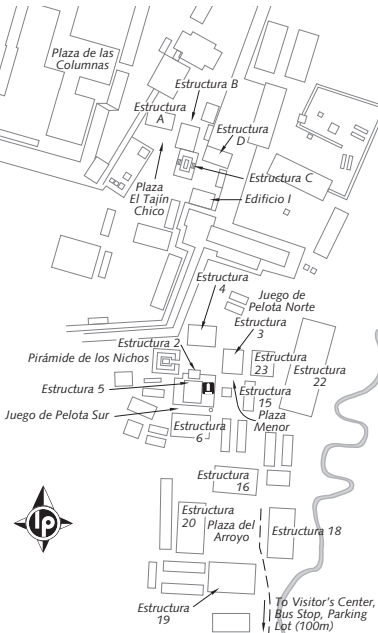 Plaza de las
Columnas
Estructura B
Estructura
A
Estructura
D
Estructura C
Plaza
El Tajín
Chico
Edificio I
Estructura
4
Juego de
Pelota Norte
Estructura
3
Estructura 2
Pirámide de los Nichos
Estructura
23
Estructura
22
Estructura 5
Estructura
15
Juego de Pelota Sur
Plaza
Menor
Estructura
6
Estructura
16
Estructura
20
Plaza del
Arroyo
Estructura 18
lp
Estructura
19
To Visitor's Center,
Bus Stop, Parking
Lot (100m)